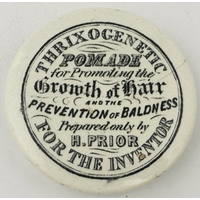 THRIXOGENETIC
POMADE
for Promoting the
Growth of Hair
AND THE
PREVENTION OF BALDNESS
Prepared only by
H. PRIOR
FOR THE INVENTOR